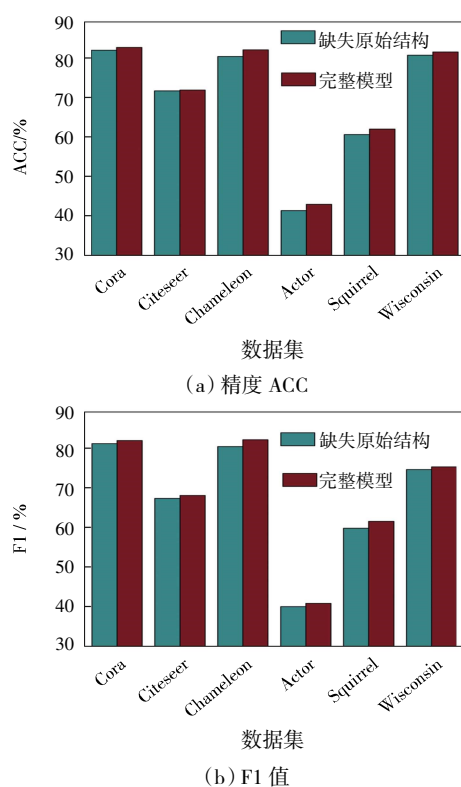 90
80
70
60
50
40
30
ACC/%
缺失原始结构
完整模型
Cora
Citeseer
Chameleon
Actor
Squirrel
Wisconsin
数据集
(a) 精度 ACC
90
80
70
60
50
40
30
F1 / %
缺失原始结构
完整模型
Cora
Citeseer
Chameleon
Actor
Squirrel
Wisconsin
数据集
(b) F1 值